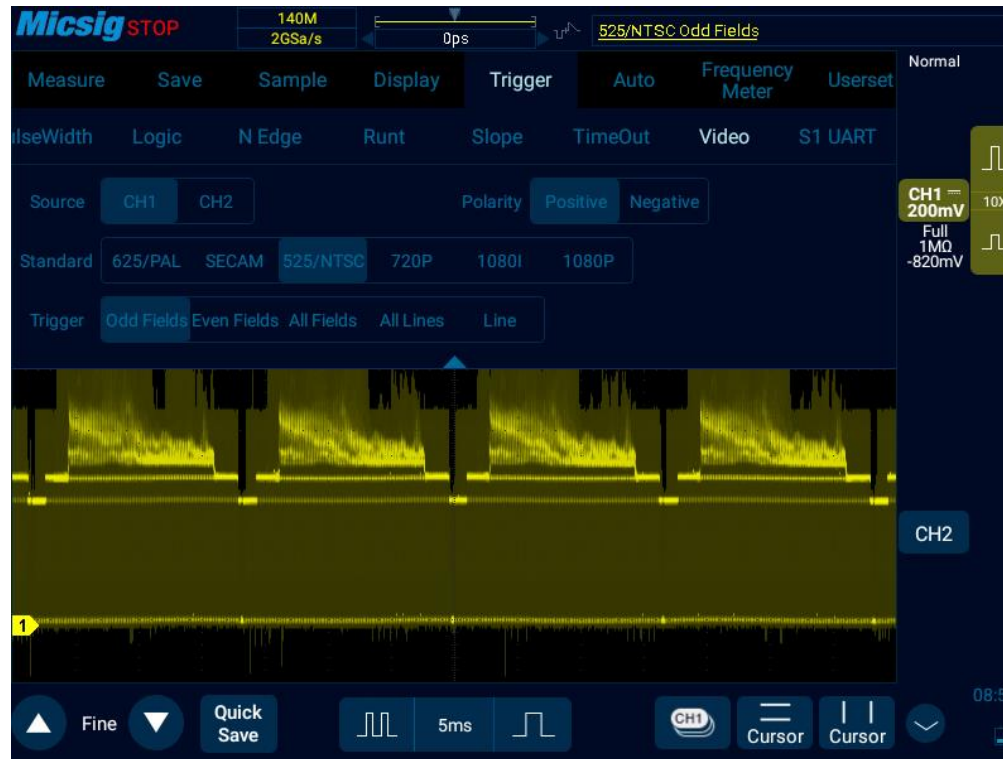 Micsig STOP
140M
2GSa/s
0ps
525/NTSC Odd Fields
Measure Save Sample Display Trigger Auto Frequency Meter Userset
lseWidth Logic N Edge Runt Slope TimeOut Video S1 UART
Source CH1 CH2 Polarity Positive Negative
Standard 625/PAL SECAM 525/NTSC 720P 1080I 1080P
Trigger Odd Fields Even Fields All Fields All Lines Line
Normal
CH1
200mV
10X
Full
1MΩ
-820mV
CH2
1
Fine
Quick
Save
5ms
CH1
Cursor
Cursor
08:5